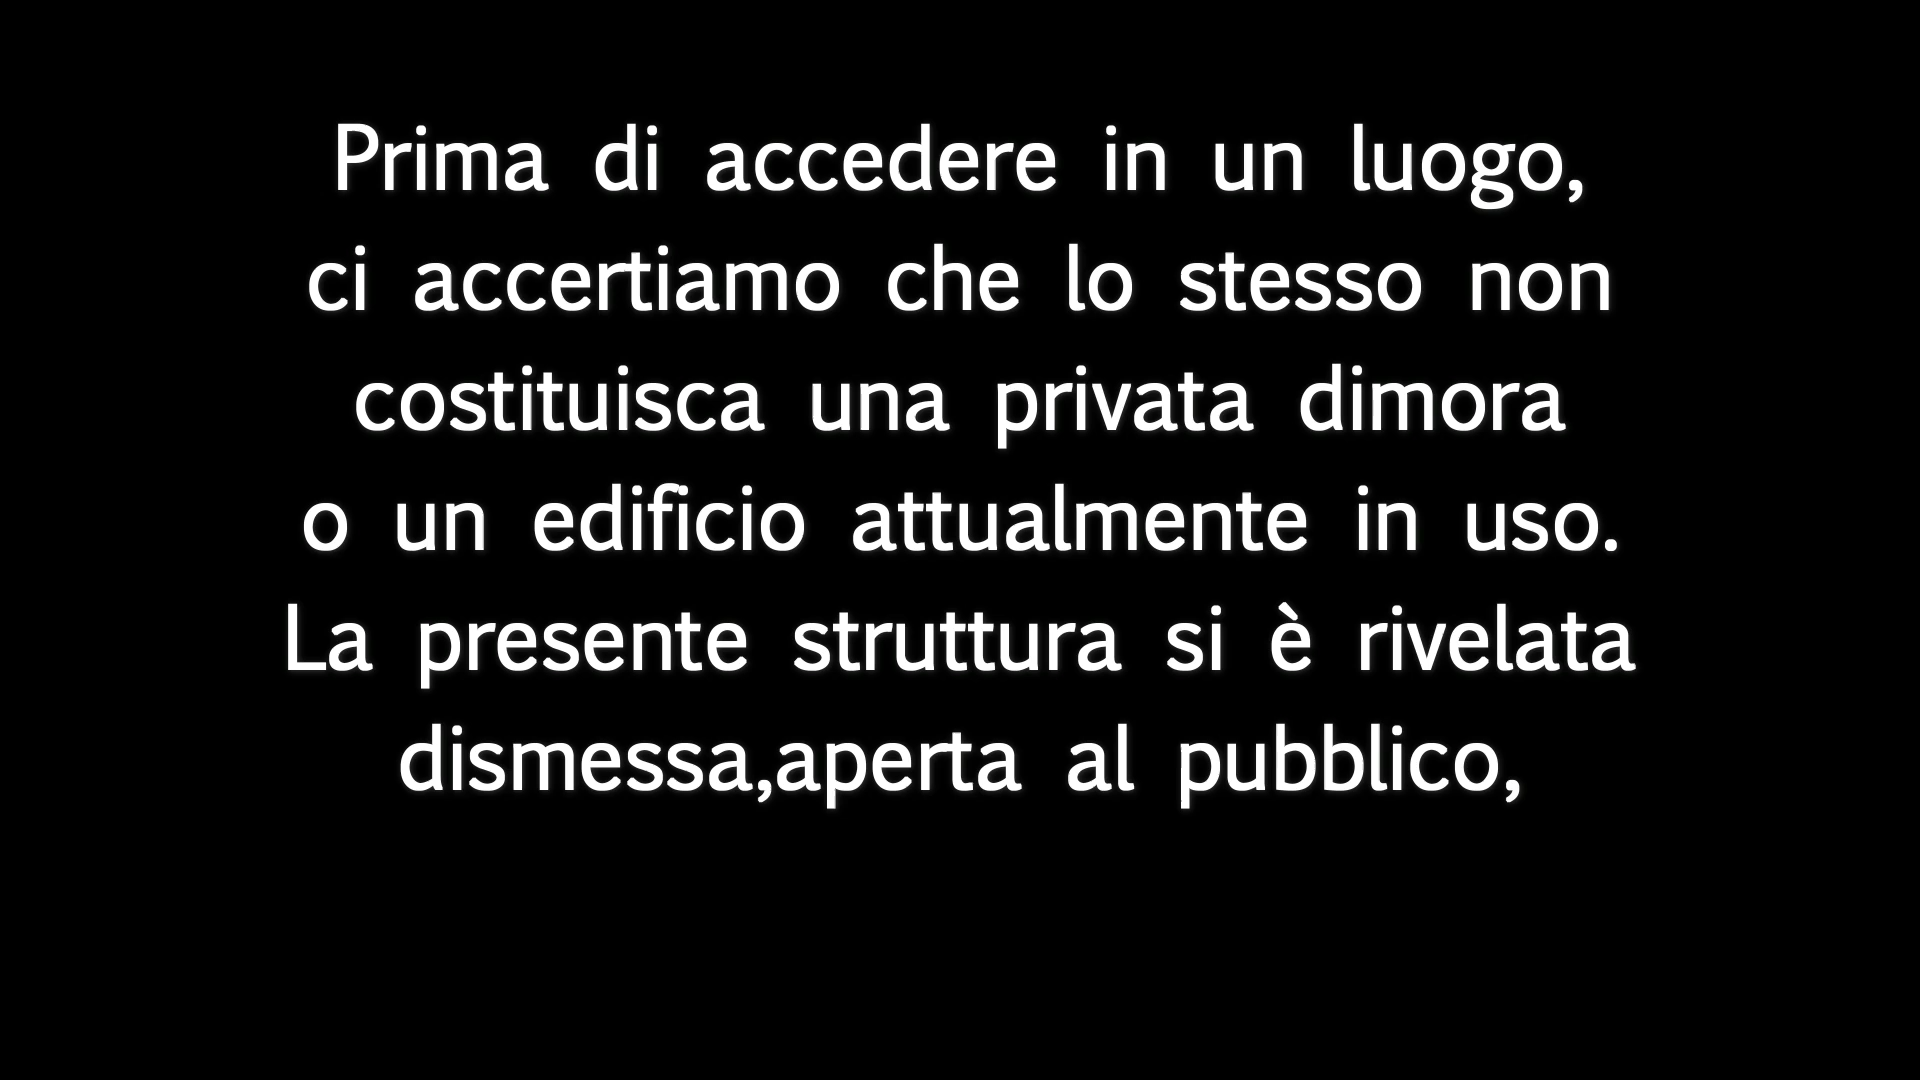 Prima di accedere in un luogo,
ci accertiamo che lo stesso non
costituisca una privata dimora
o un edificio attualmente in uso.
La presente struttura si è rivelata
dismessa,aperta al pubblico,